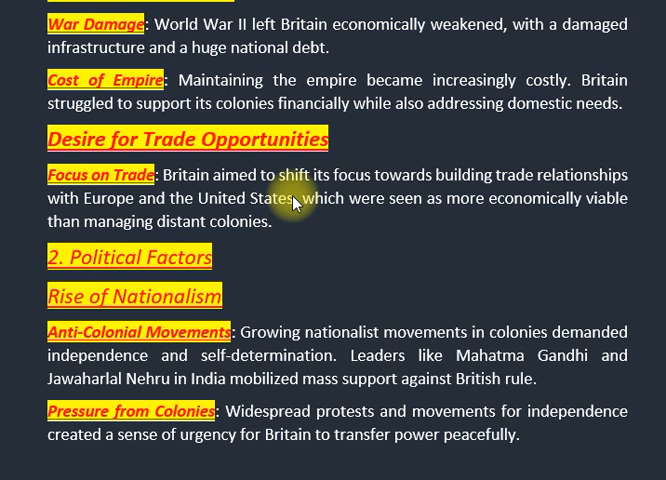 War Damage: World War II left Britain economically weakened, with a damaged
infrastructure and a huge national debt.
Cost of Empire: Maintaining the empire became increasingly costly. Britain
struggled to support its colonies financially while also addressing domestic needs.
Desire for Trade Opportunities
Focus on Trade: Britain aimed to shift its focus towards building trade relationships
with Europe and the United States, which were seen as more economically viable
than managing distant colonies.
2. Political Factors
Rise of Nationalism
Anti-Colonial Movements: Growing nationalist movements in colonies demanded
independence and self-determination. Leaders like Mahatma Gandhi and
Jawaharlal Nehru in India mobilized mass support against British rule.
Pressure from Colonies: Widespread protests and movements for independence
created a sense of urgency for Britain to transfer power peacefully.